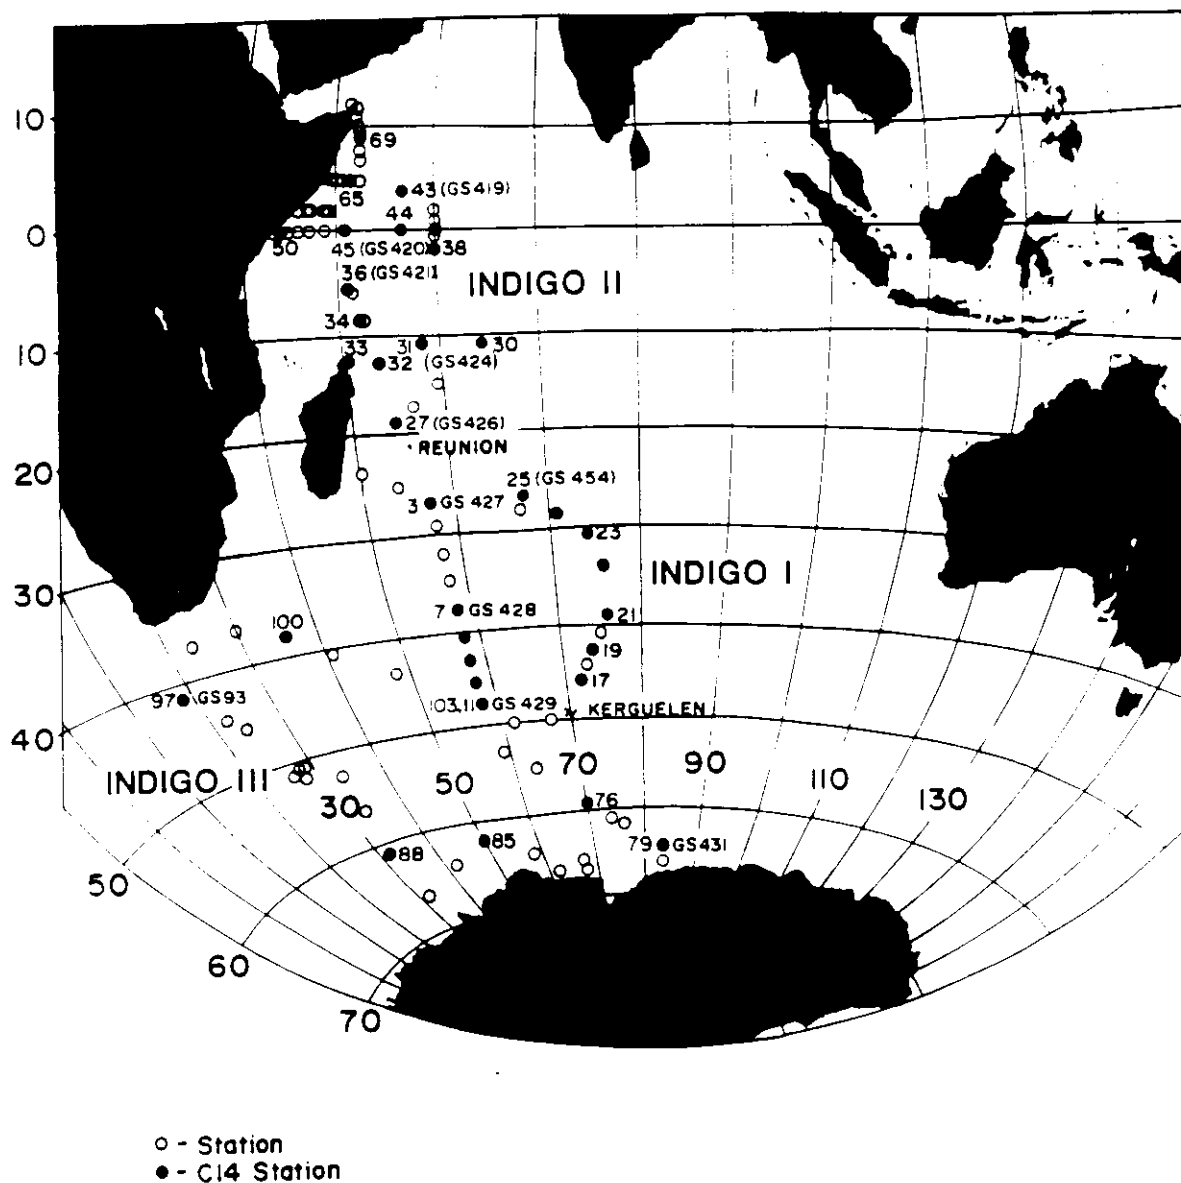 10
69
43 (GS419)
65
44
0
50
45 (GS420)
38
36 (GS421)
INDIGO II
34
10
33
31
30
32
(GS424)
27 (GS426)
REUNION
20
25 (GS 454)
3
GS 427
23
INDIGO I
30
7
GS 428
21
100
19
17
97
GS93
103,11
GS429
KERGUELEN
40
INDIGO III
30
50
70
90
110
130
76
85
79
GS431
88
50
60
70
○ - Station
● - C14 Station